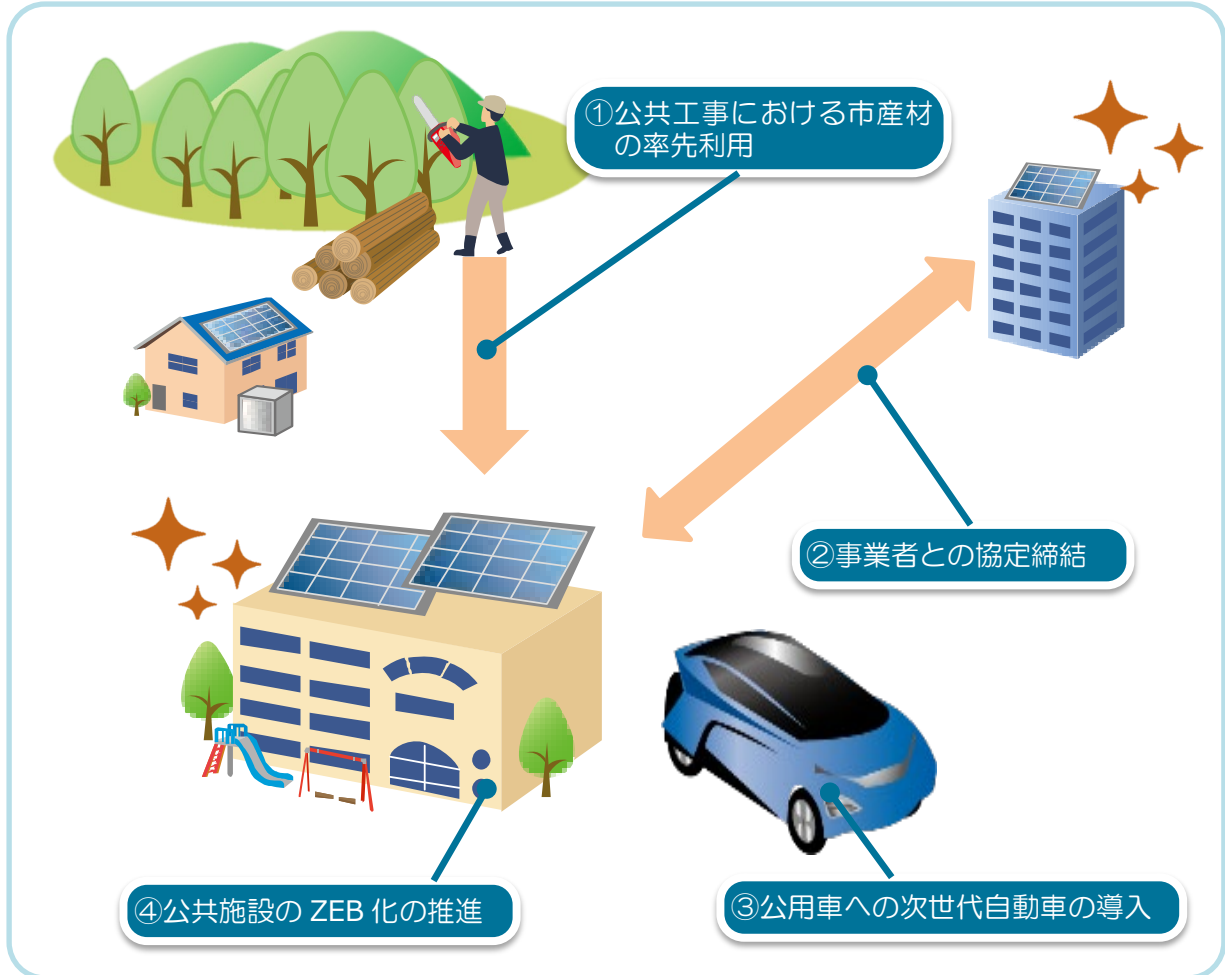 ①公共工事における市産材
の率先利用
②事業者との協定締結
③公用車への次世代自動車の導入
④公共施設の ZEB 化の推進